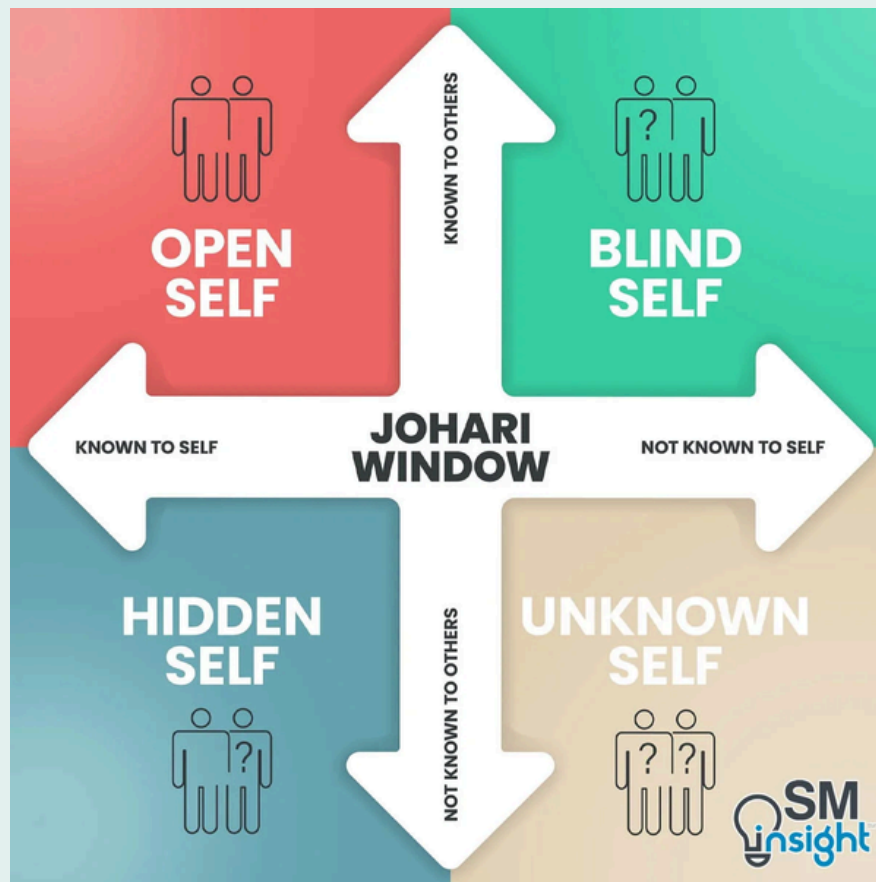 KNOWN TO OTHERS
OPEN
SELF
?
BLIND
SELF
KNOWN TO SELF
JOHARI
WINDOW
NOT KNOWN TO SELF
HIDDEN
SELF
?
NOT KNOWN TO OTHERS
UNKNOWN
SELF
? ?
SM
insight